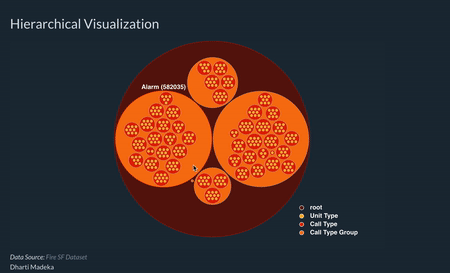 Hierarchical Visualization
Alarm (582035)
root
Unit Type
Call Type
Call Type Group
Data Source: Fire SF Dataset
Dharti Madeka